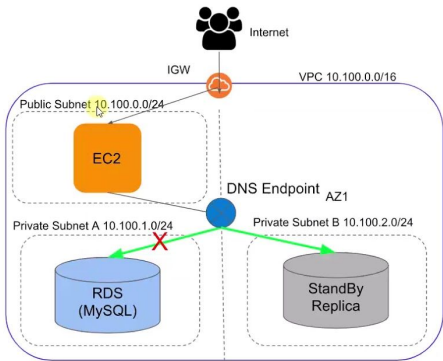 Internet
IGW
VPC 10.100.0.0/16
Public Subnet 10.100.0.0/24
EC2
DNS Endpoint
AZ1
Private Subnet A 10.100.1.0/24
Private Subnet B 10.100.2.0/24
X
RDS
(MySQL)
StandBy
Replica